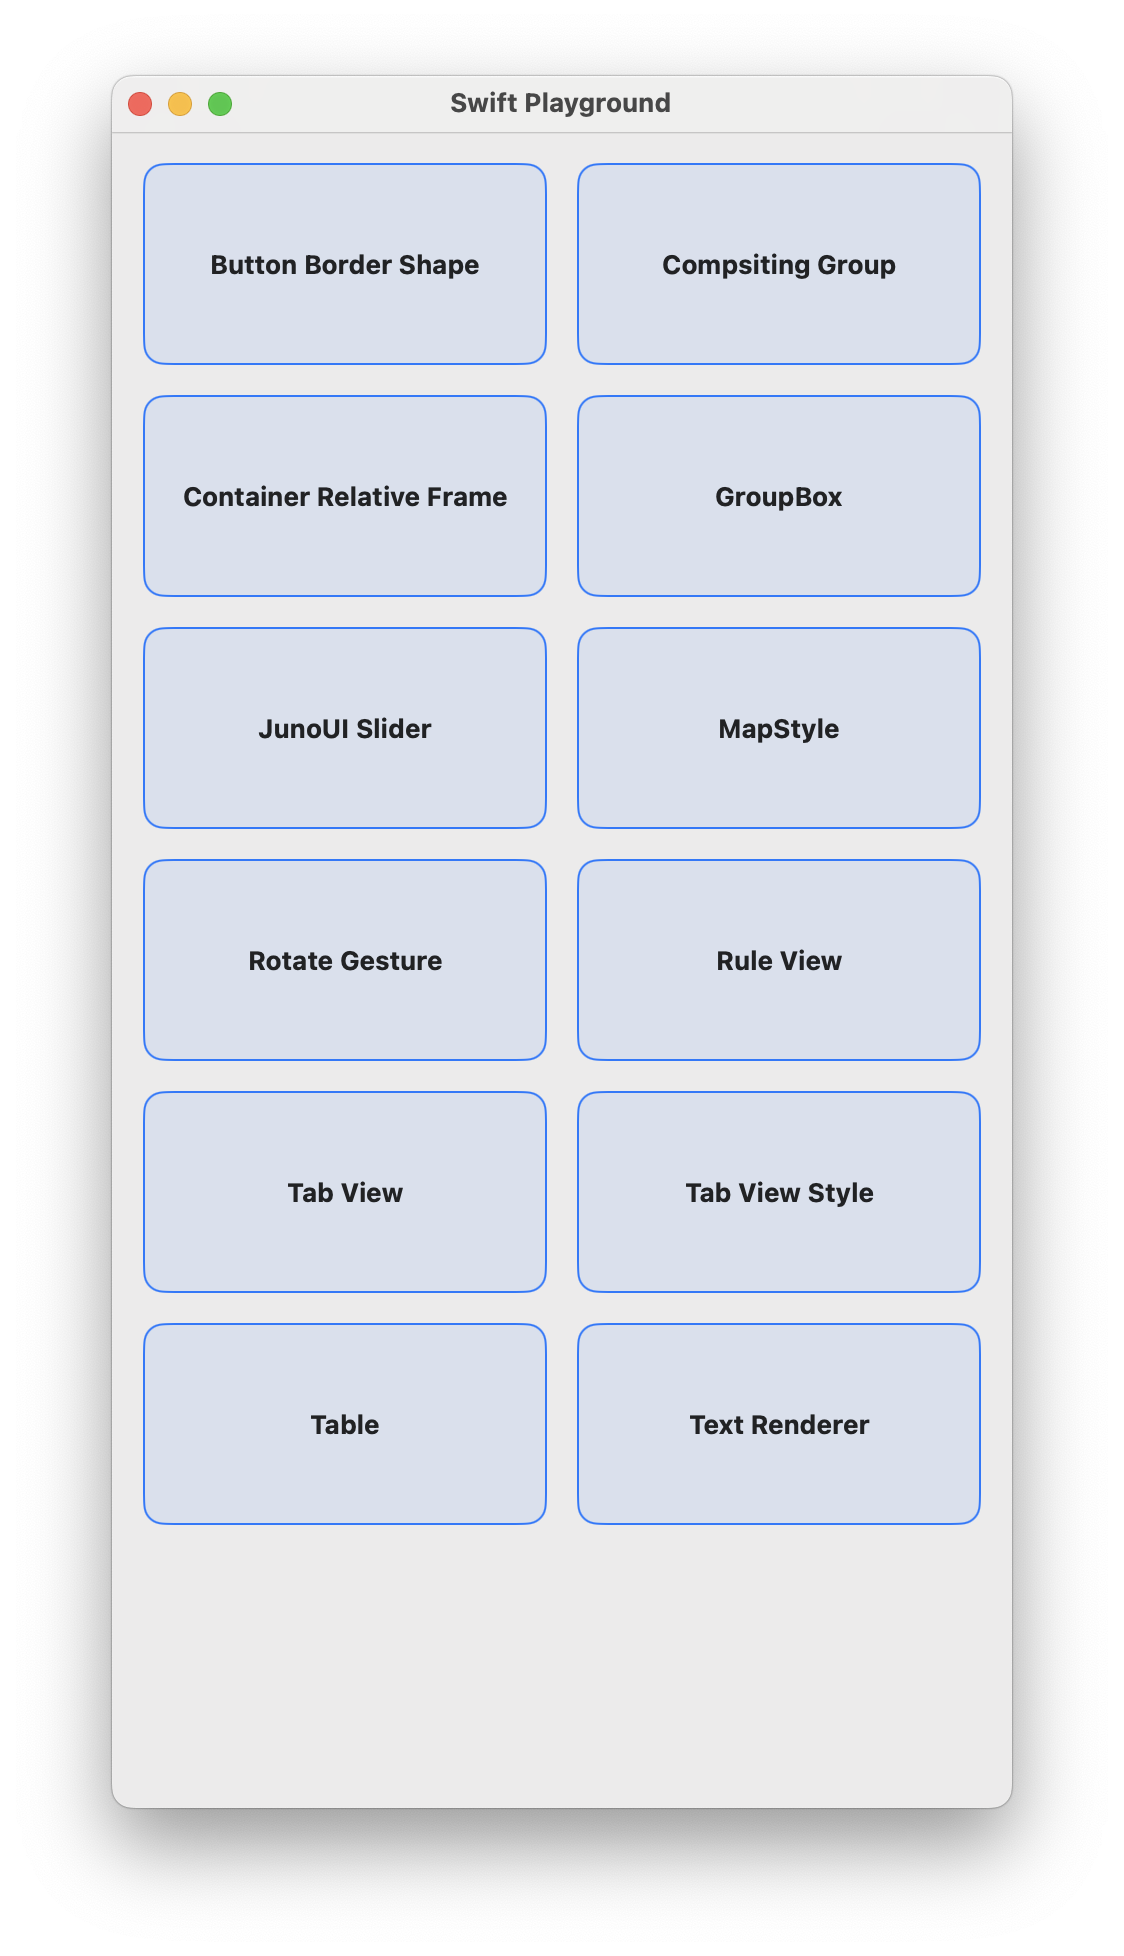 Swift Playground
Button Border Shape
Compsiting Group
Container Relative Frame
GroupBox
JunoUI Slider
MapStyle
Rotate Gesture
Rule View
Tab View
Tab View Style
Table
Text Renderer